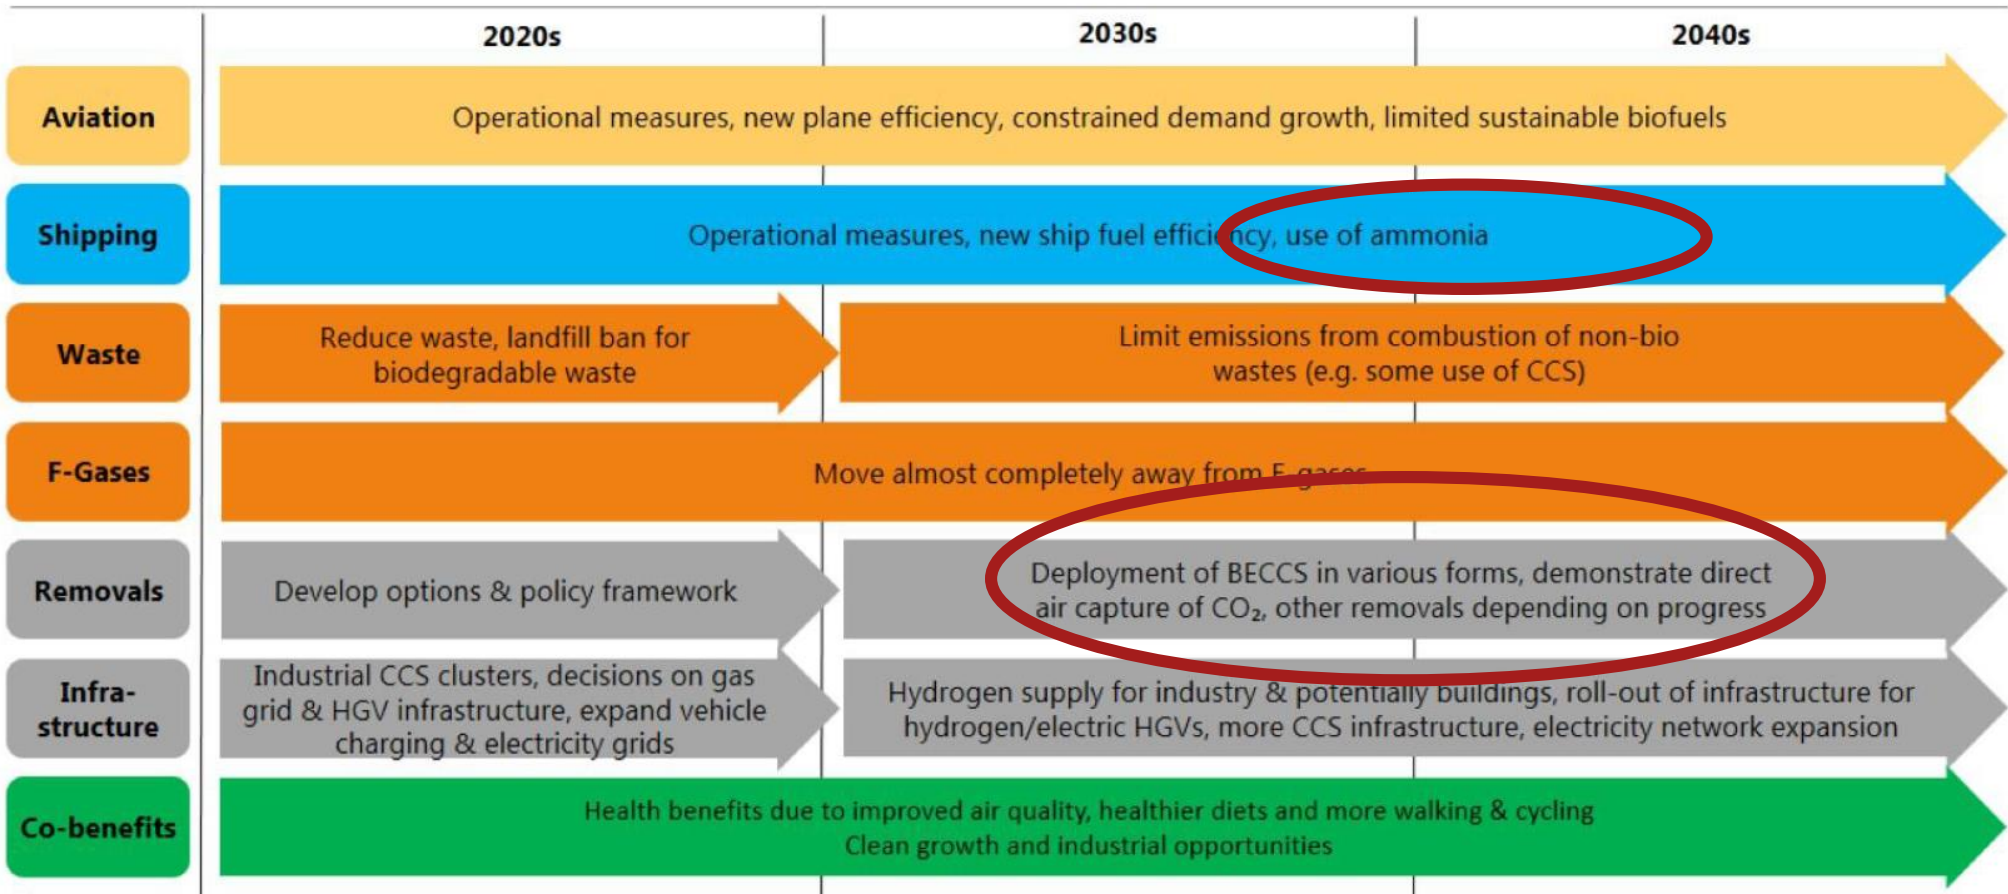 2020s
2030s
2040s
Aviation
Operational measures, new plane efficiency, constrained demand growth, limited sustainable biofuels
Shipping
Operational measures, new ship fuel efficiency, use of ammonia
Waste
Reduce waste, landfill ban for
biodegradable waste
Limit emissions from combustion of non-bio
wastes (e.g. some use of CCS)
F-Gases
Move almost completely away from F-gases
Removals
Develop options & policy framework
Deployment of BECCS in various forms, demonstrate direct
air capture of CO₂, other removals depending on progress
Infra-
structure
Industrial CCS clusters, decisions on gas
grid & HGV infrastructure, expand vehicle
charging & electricity grids
Hydrogen supply for industry & potentially buildings, roll-out of infrastructure for
hydrogen/electric HGVs, more CCS infrastructure, electricity network expansion
Co-benefits
Health benefits due to improved air quality, healthier diets and more walking & cycling
Clean growth and industrial opportunities